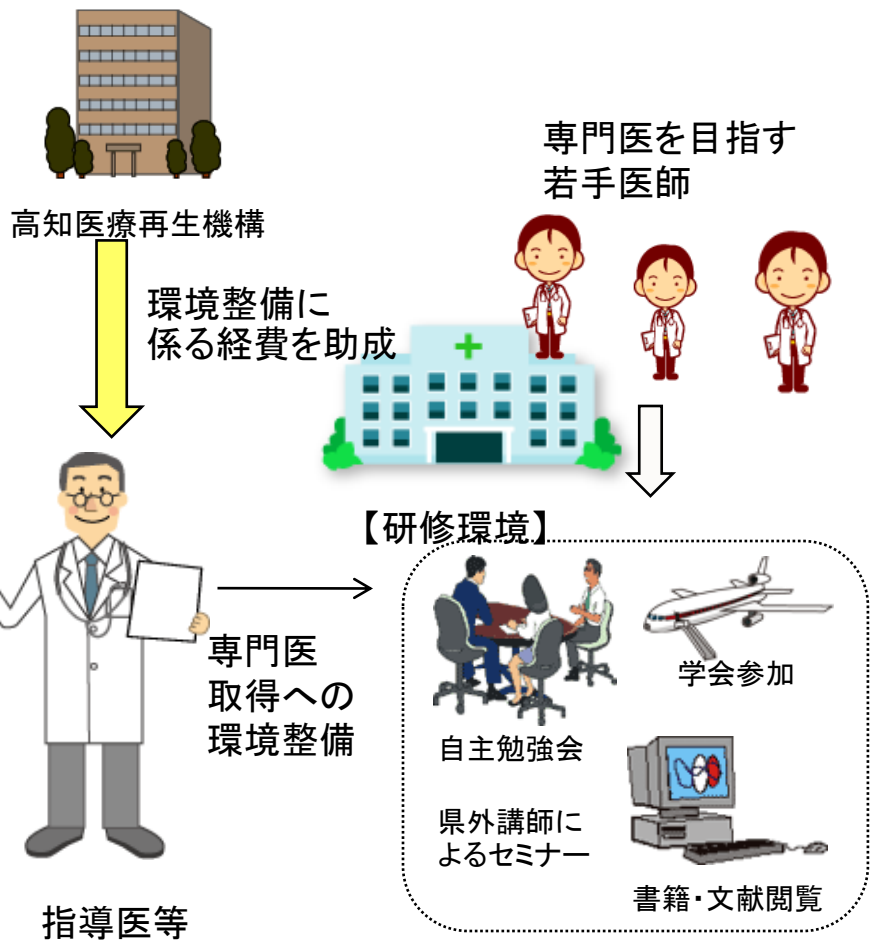 専門医を目指す
若手医師
高知医療再生機構
環境整備に
係る経費を助成
【研修環境】
専門医
取得への
環境整備
学会参加
自主勉強会
県外講師に
よるセミナー
書籍・文献閲覧
指導医等